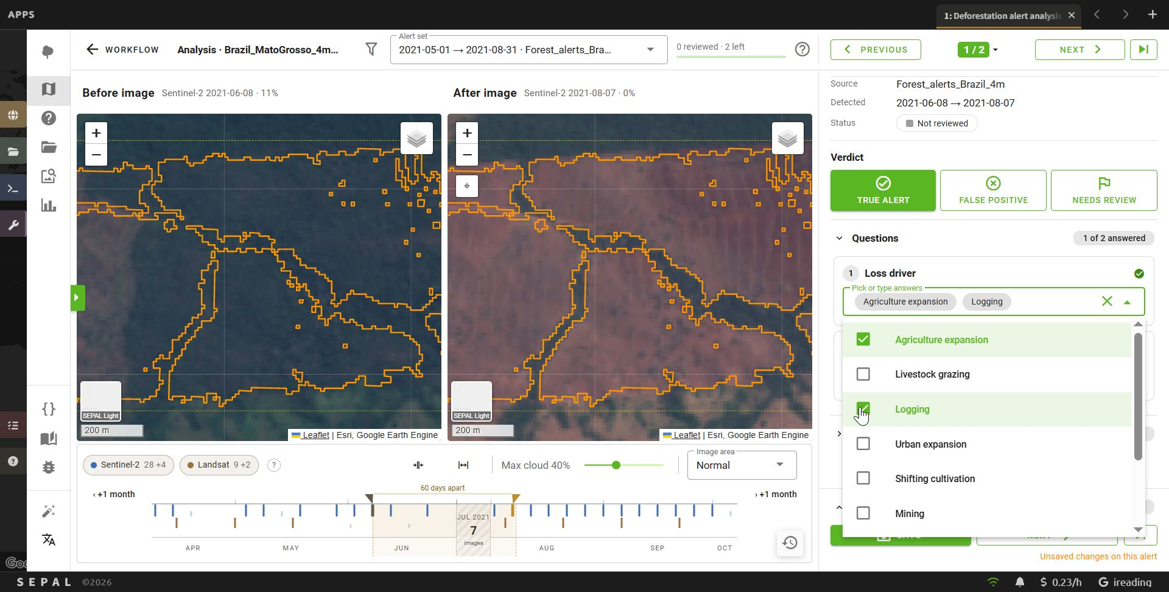 APPS
1: Deforestation alert analysis
WORKFLOW
Analysis · Brazil_MatoGrosso_4m...
Alert set
2021-05-01 → 2021-08-31 · Forest_alerts_Bra...
0 reviewed · 2 left
PREVIOUS
1 / 2
NEXT
Before image
Sentinel-2 2021-06-08 · 11%
After image
Sentinel-2 2021-08-07 · 0%
+
−
+
−
SEPAL Light
200 m
Leaflet | Esri, Google Earth Engine
SEPAL Light
200 m
Leaflet | Esri, Google Earth Engine
Source
Forest_alerts_Brazil_4m
Detected
2021-06-08 → 2021-08-07
Status
Not reviewed
Verdict
TRUE ALERT
FALSE POSITIVE
NEEDS REVIEW
Questions
1 of 2 answered
1
Loss driver
Pick or type answers
Agriculture expansion
Logging
Agriculture expansion
Livestock grazing
Logging
Urban expansion
Shifting cultivation
Mining
Unsaved changes on this alert
Sentinel-2 28 +4
Landsat 9 +2
?
Max cloud 40%
Image area
Normal
‹ +1 month
60 days apart
› +1 month
JUL 2021
7
images
APR
MAY
JUN
AUG
SEP
OCT
SEPAL
©2026
$ 0.23/h
ireading